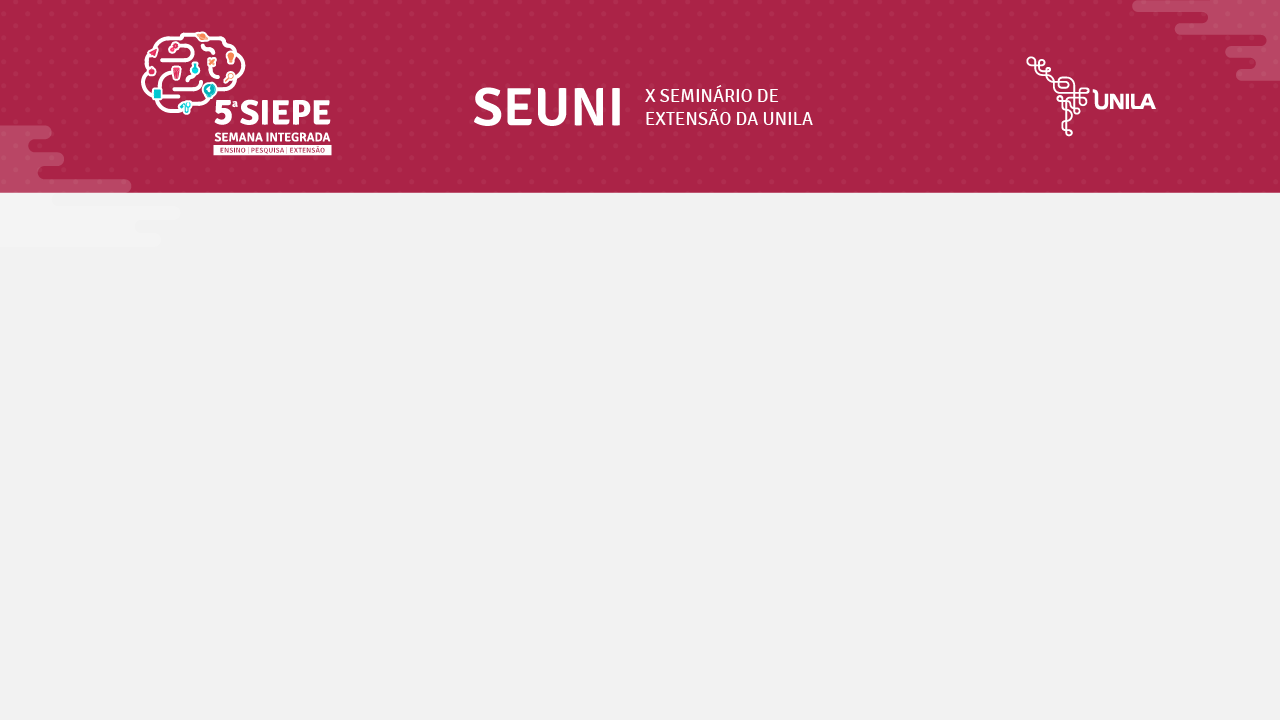 5ª SIEPE
SEMANA INTEGRADA
ENSINO | PESQUISA | EXTENSÃO
SEUNI
X SEMINÁRIO DE
EXTENSÃO DA UNILA
UNILA